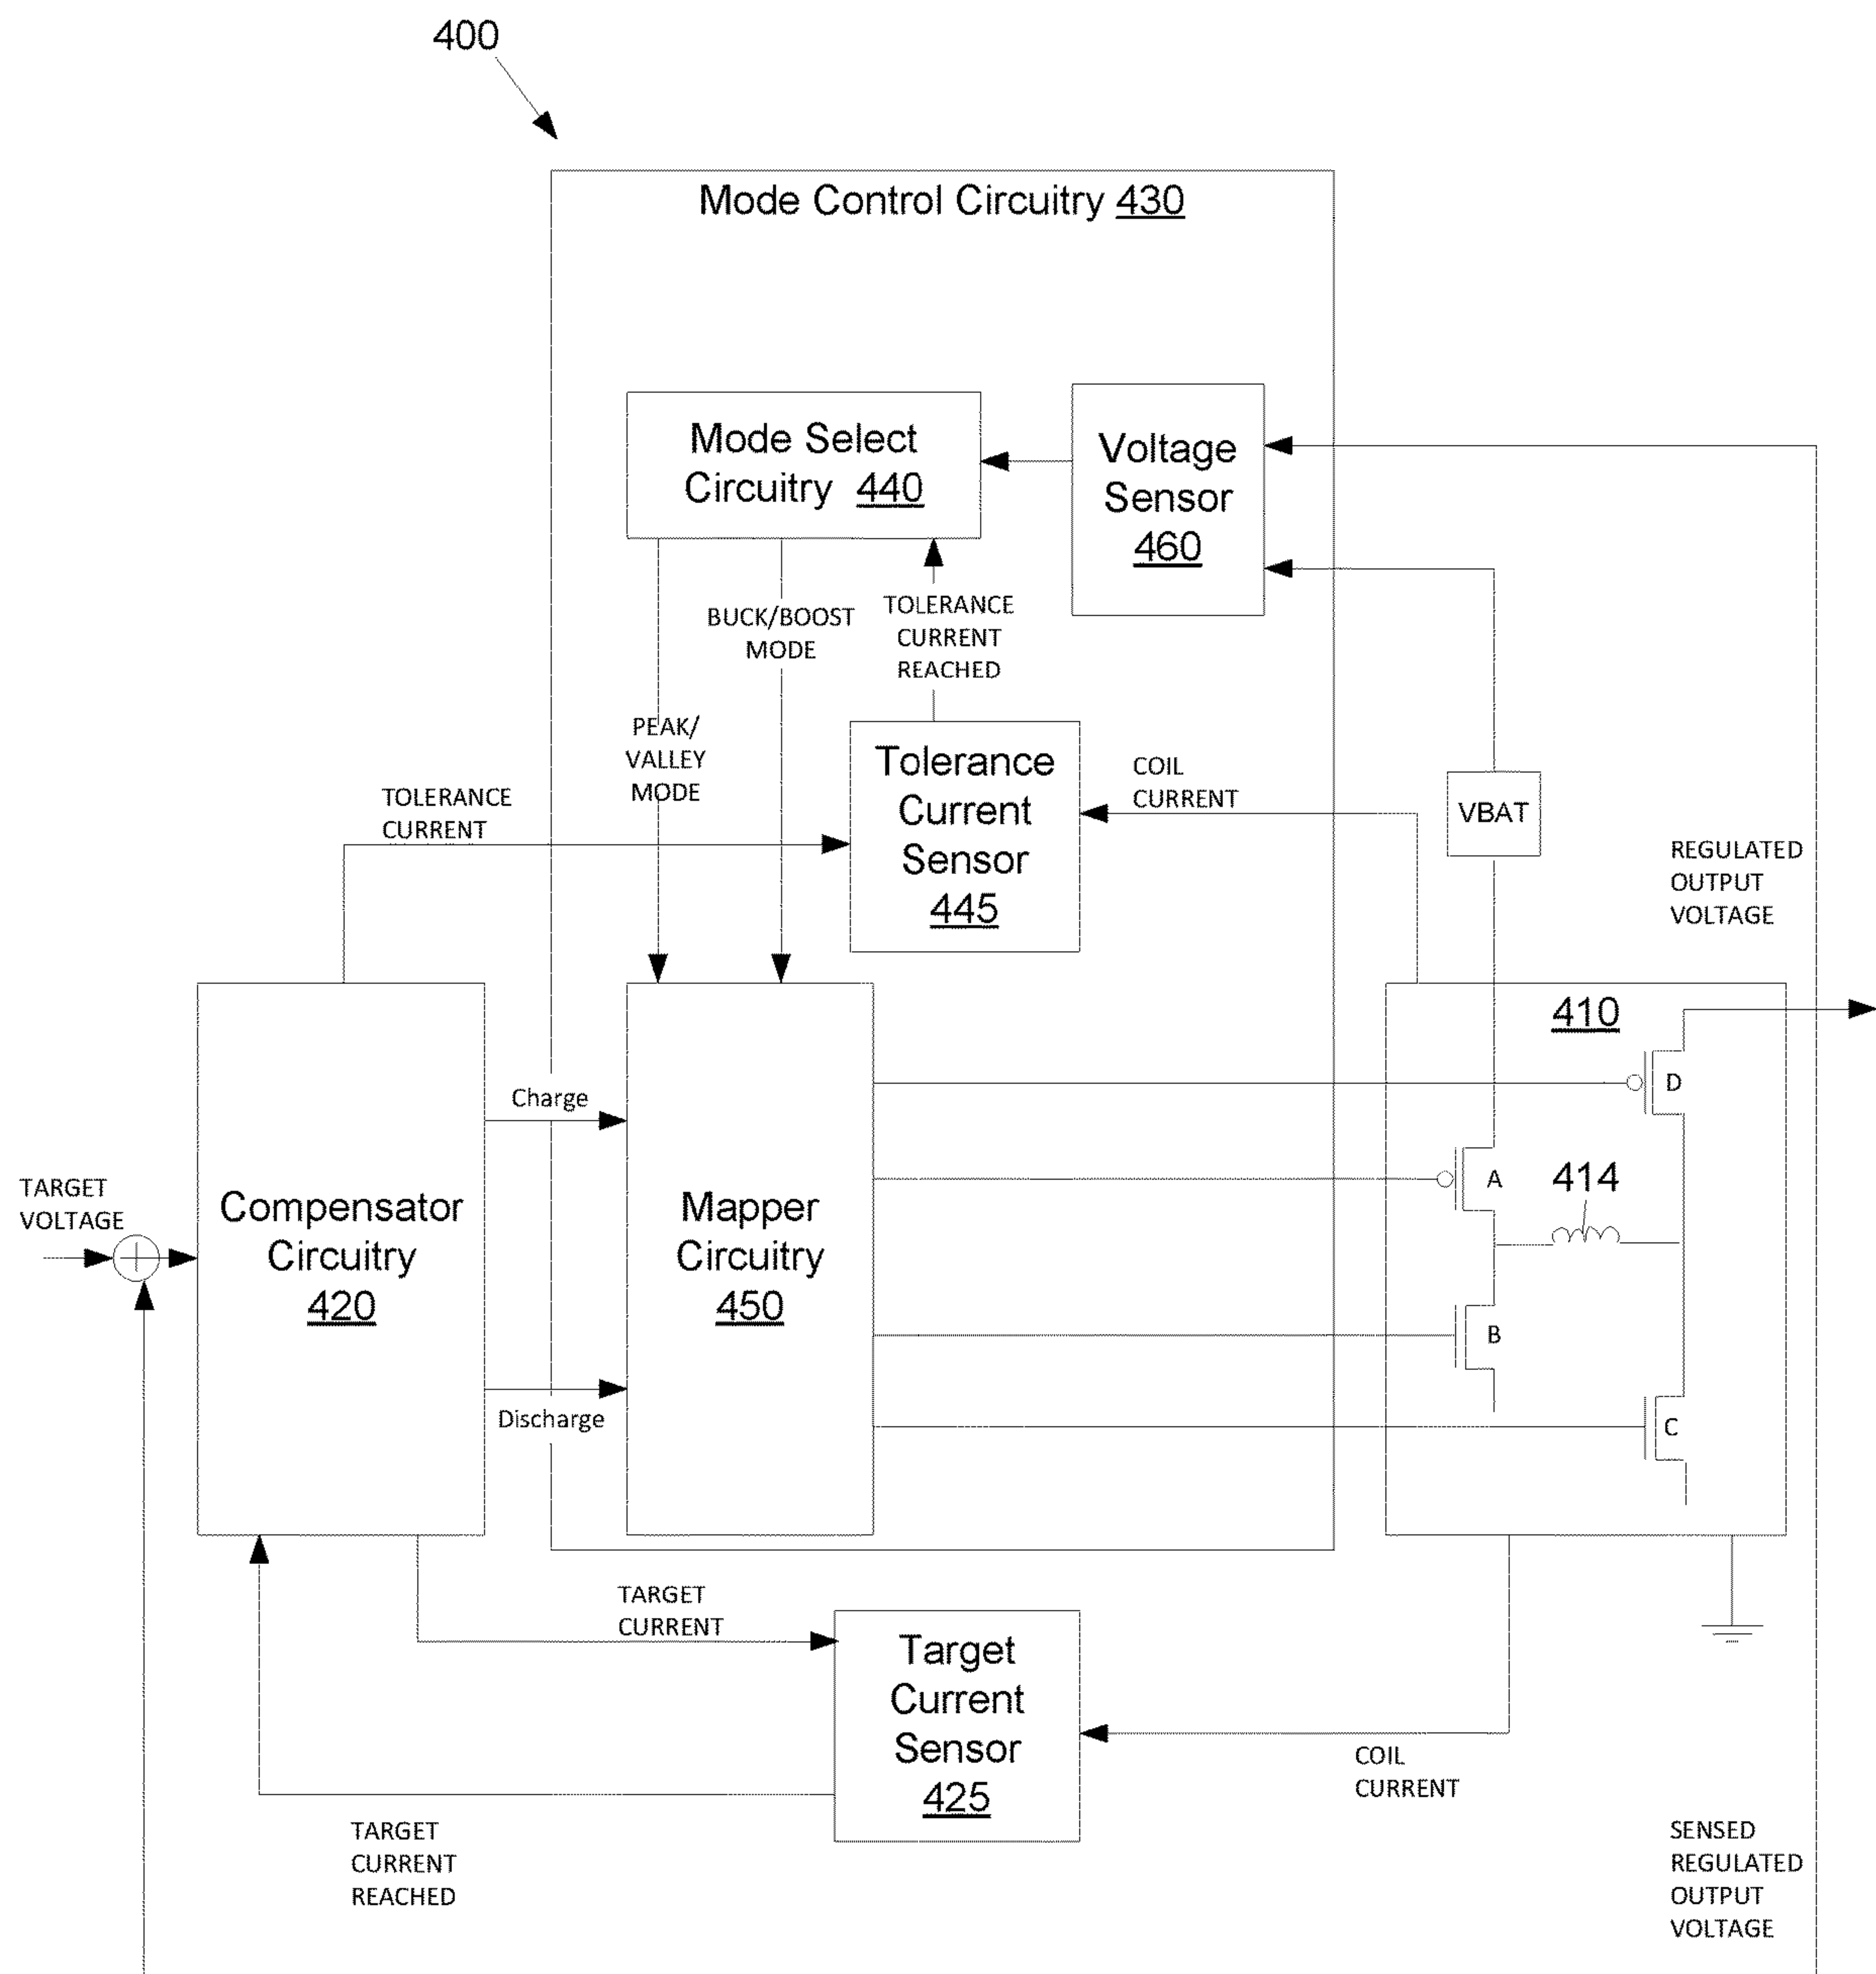 400
Mode Control Circuitry 430
Mode Select
Circuitry 440
Voltage
Sensor
460
BUCK/BOOST
MODE
TOLERANCE
CURRENT
REACHED
PEAK/
VALLEY
MODE
TOLERANCE
CURRENT
Tolerance
Current
Sensor
445
COIL
CURRENT
VBAT
REGULATED
OUTPUT
VOLTAGE
410
D
Charge
A
414
TARGET
VOLTAGE
Compensator
Circuitry
420
Mapper
Circuitry
450
B
C
Discharge
TARGET
CURRENT
Target
Current
Sensor
425
COIL
CURRENT
TARGET
CURRENT
REACHED
SENSED
REGULATED
OUTPUT
VOLTAGE